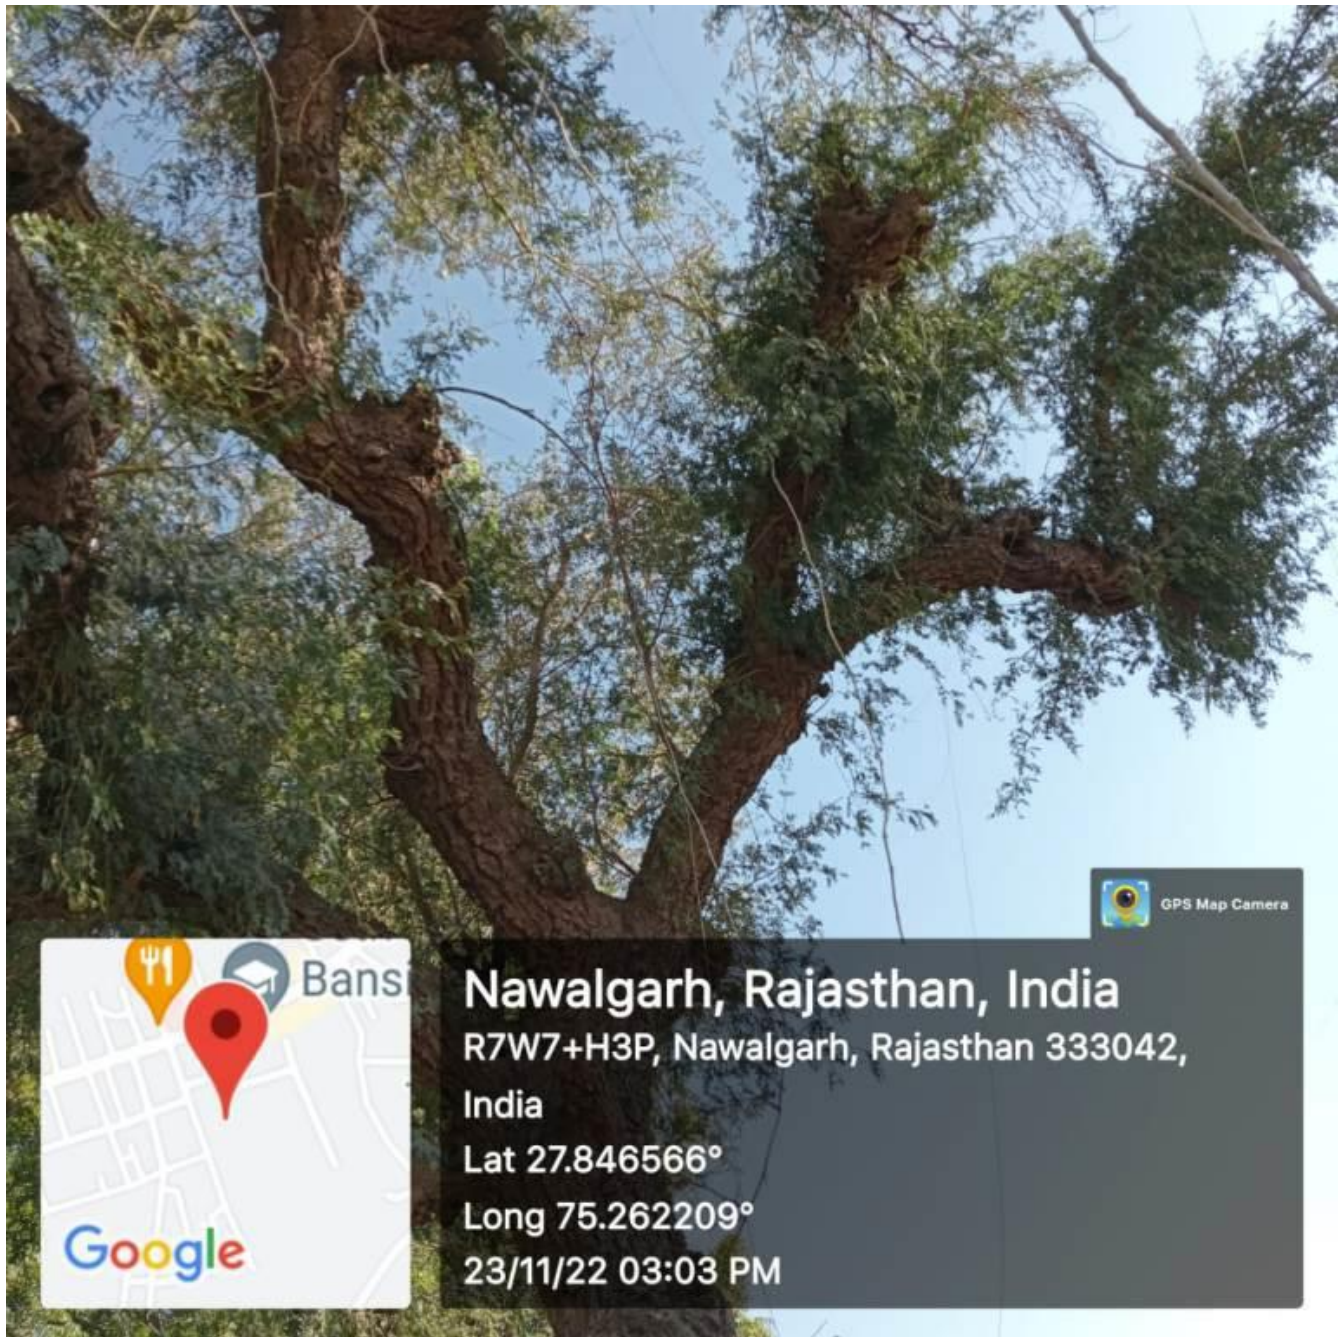 GPS Map Camera
Bansi
Google
Nawalgarh, Rajasthan, India
R7W7+H3P, Nawalgarh, Rajasthan 333042,
India
Lat 27.846566°
Long 75.262209°
23/11/22 03:03 PM